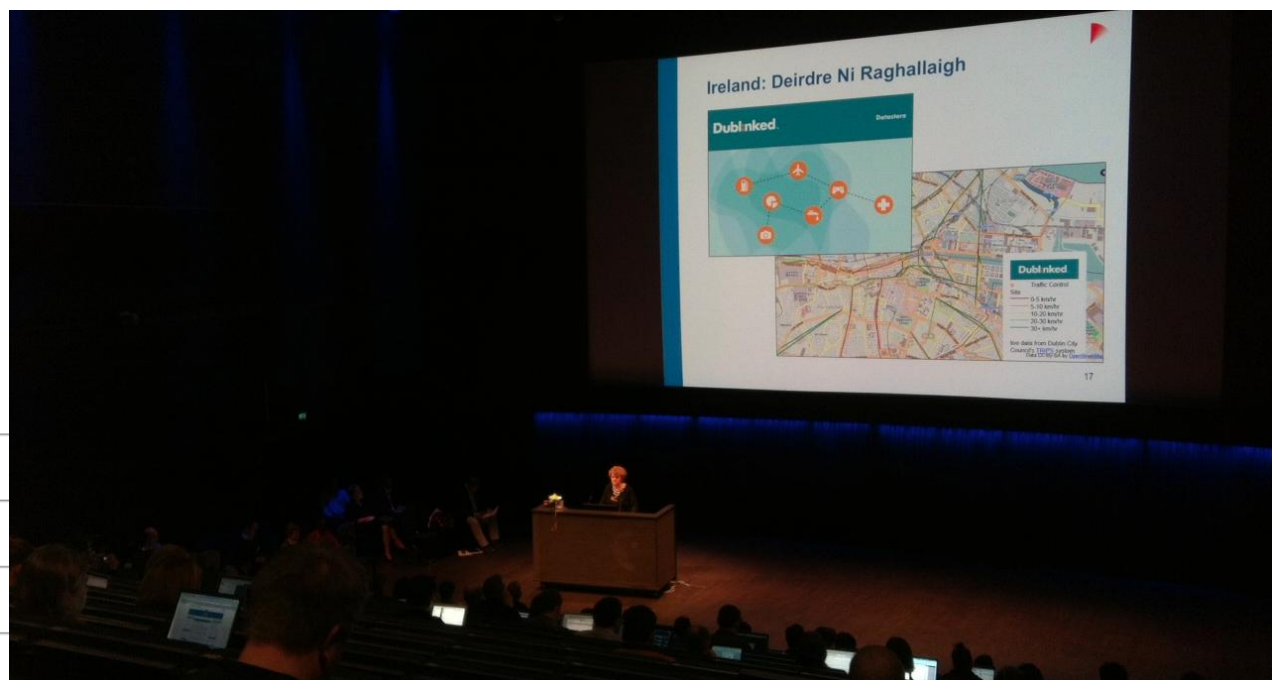 Ireland: Deirdre Ni Raghallaigh
Dublinked.
Datastore
Dublinked
Traffic Control
Site
0-5 km/hr
5-10 km/hr
10-20 km/hr
20-30 km/hr
30+ km/hr
live data from Dublin City
Council's TRIPS system
17